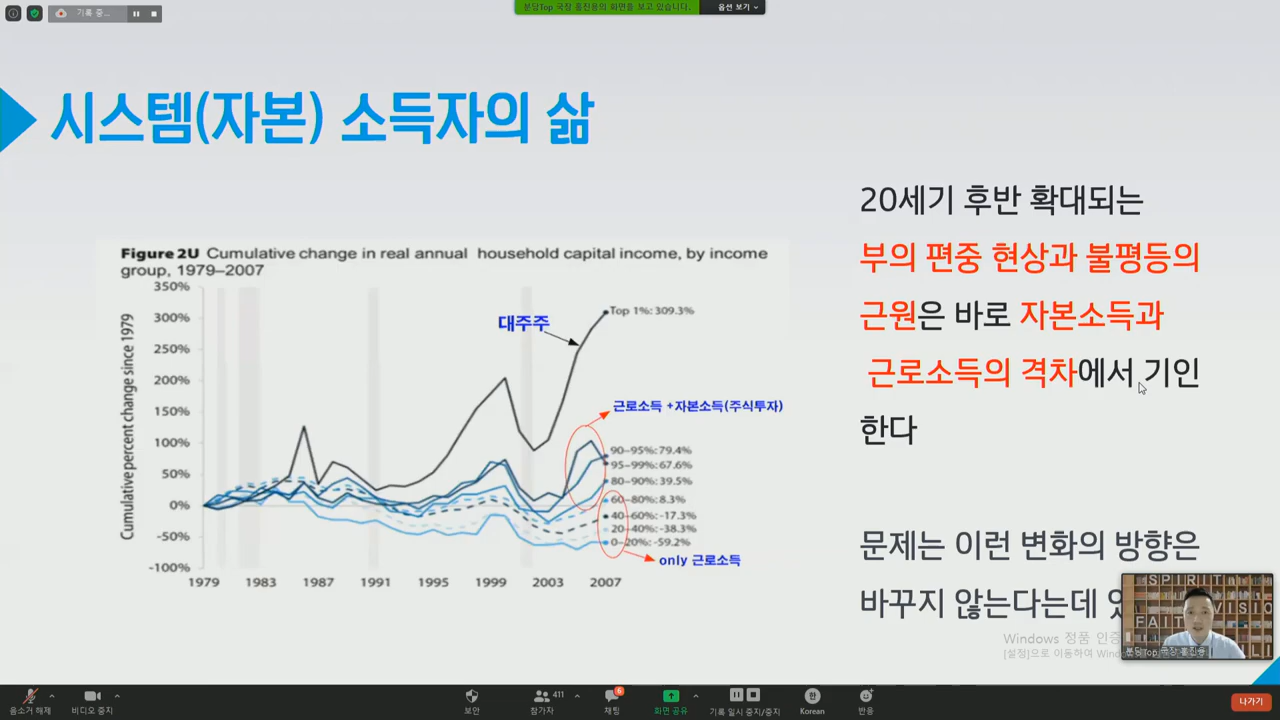 기록 중...
분당Top 국장 홍진용의 화면을 보고 있습니다.
옵션 보기
시스템(자본) 소득자의 삶
Figure 2U Cumulative change in real annual household capital income, by income
group, 1979–2007
Cumulative percent change since 1979
350%
300%
250%
200%
150%
100%
50%
0%
-50%
-100%
1979 1983 1987 1991 1995 1999 2003 2007
대주주
Top 1%: 309.3%
근로소득 +자본소득(주식투자)
90–95%: 79.4%
95–99%: 67.6%
80–90%: 39.5%
60–80%: 8.3%
40–60%: -17.3%
20–40%: -38.3%
0–20%: -59.2%
only 근로소득
20세기 후반 확대되는
부의 편중 현상과 불평등의
근원은 바로 자본소득과
근로소득의 격차에서 기인
한다
문제는 이런 변화의 방향은
바꾸지 않는다는데
Windows 정품 인증
[설정]으로 이동하여
SPIRIT
VISIO
FAIT
분당Top 국장 홍진용
음소거 해제
비디오 중지
보안
411
참가자
6
채팅
화면 공유
기록 일시 중지/중지
Korean
반응
나가기